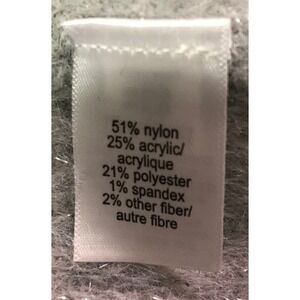 51% nylon
25% acrylic/
acrylique
21% polyester
1% spandex
2% other fiber/
autre fibre